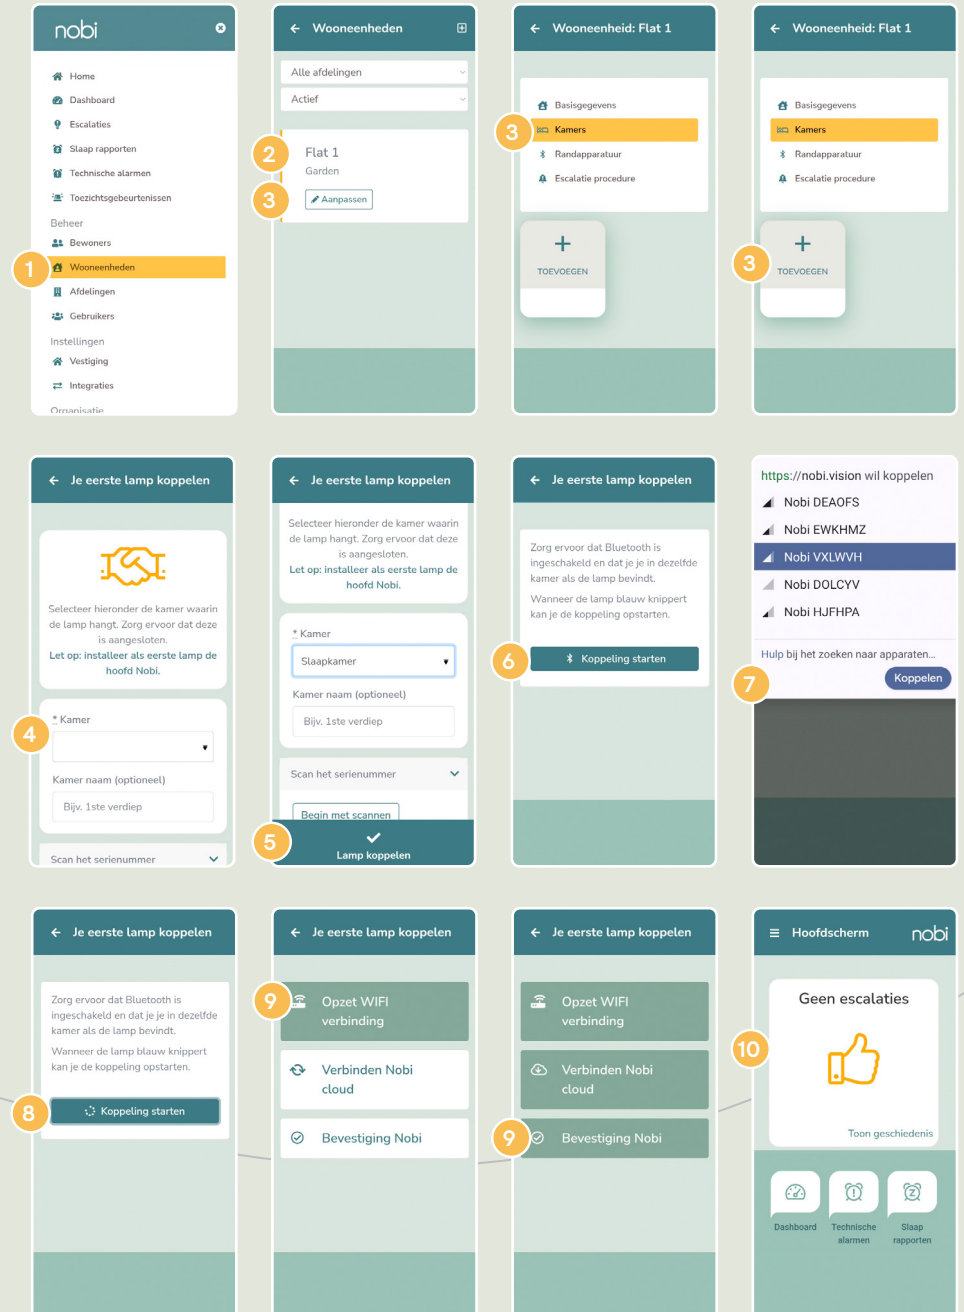 nobi
Home
Dashboard
Escalaties
Slaap rapporten
Technische alarmen
Toezichtsgebeurtenissen
Beheer
Bewoners
1
Wooneenheden
Afdelingen
Gebruikers
Instellingen
Vestiging
Integraties
Organisatie
Wooneenheden
Alle afdelingen
Actief
2
Flat 1
Garden
3
Aanpassen
Wooneenheid: Flat 1
Basisgegevens
3
Kamers
Randapparatuur
Escalatie procedure
+
TOEVOEGEN
Wooneenheid: Flat 1
Basisgegevens
Kamers
Randapparatuur
Escalatie procedure
+
3
TOEVOEGEN
Je eerste lamp koppelen
Selecteer hieronder de kamer waarin
de lamp hangt. Zorg ervoor dat deze
is aangesloten.
Let op: installeer als eerste lamp de
hoofd Nobi.
* Kamer
4
Kamer naam (optioneel)
Bijv. 1ste verdiep
Scan het serienummer
Je eerste lamp koppelen
Selecteer hieronder de kamer waarin
de lamp hangt. Zorg ervoor dat deze
is aangesloten.
Let op: installeer als eerste lamp de
hoofd Nobi.
* Kamer
Slaapkamer
Kamer naam (optioneel)
Bijv. 1ste verdiep
Scan het serienummer
Begin met scannen
5
Lamp koppelen
Je eerste lamp koppelen
Zorg ervoor dat Bluetooth is
ingeschakeld en dat je je in dezelfde
kamer als de lamp bevindt.
Wanneer de lamp blauw knippert
kan je de koppeling opstarten.
6
Koppeling starten
https://nobi.vision wil koppelen
Nobi DEAOFS
Nobi EWKHMZ
Nobi VXLWVH
Nobi DOLCYV
Nobi HJFHPA
Hulp bij het zoeken naar apparaten...
7
Koppelen
Je eerste lamp koppelen
Zorg ervoor dat Bluetooth is
ingeschakeld en dat je je in dezelfde
kamer als de lamp bevindt.
Wanneer de lamp blauw knippert
kan je de koppeling opstarten.
8
Koppeling starten
Je eerste lamp koppelen
9
Opzet WIFI
verbinding
Verbinden Nobi
cloud
Bevestiging Nobi
Je eerste lamp koppelen
Opzet WIFI
verbinding
Verbinden Nobi
cloud
9
Bevestiging Nobi
Hoofdscherm
nobi
Geen escalaties
10
Toon geschiedenis
Dashboard
Technische
alarmen
Slaap
rapporten